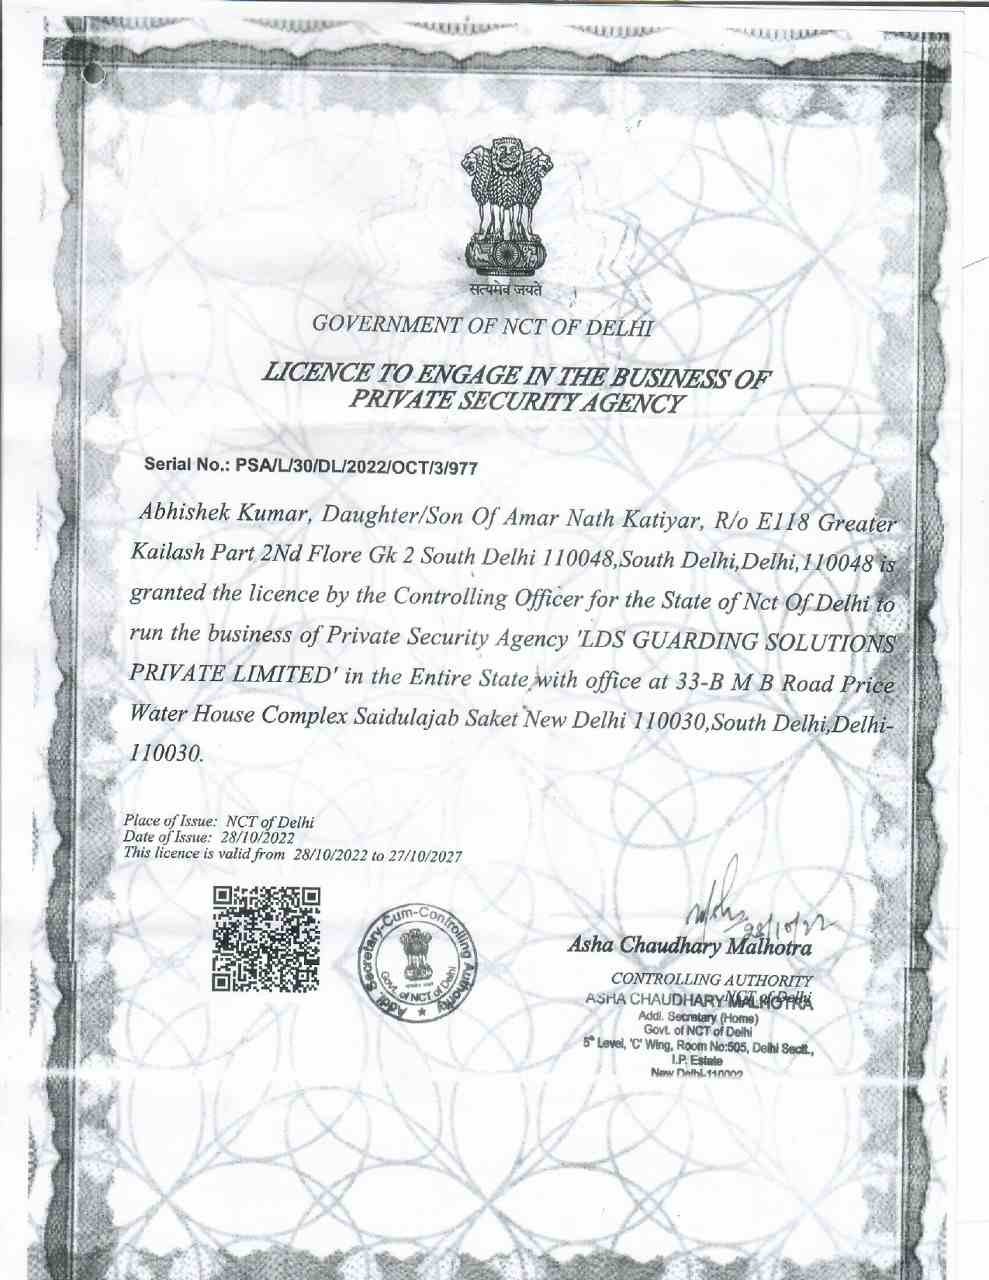 सत्यमेव जयते
GOVERNMENT OF NCT OF DELHI
LICENCE TO ENGAGE IN THE BUSINESS OF
PRIVATE SECURITY AGENCY
Serial No.: PSA/L/30/DL/2022/OCT/3/977
Abhishek Kumar, Daughter/Son Of Amar Nath Katiyar, R/o E118 Greater
Kailash Part 2Nd Flore Gk 2 South Delhi 110048,South Delhi,Delhi,110048 is
granted the licence by the Controlling Officer for the State of Nct Of Delhi to
run the business of Private Security Agency 'LDS GUARDING SOLUTIONS
PRIVATE LIMITED' in the Entire State with office at 33-B M B Road Price
Water House Complex Saidulajab Saket New Delhi 110030,South Delhi,Delhi-
110030.
Place of Issue: NCT of Delhi
Date of Issue: 28/10/2022
This licence is valid from 28/10/2022 to 27/10/2027
Addl Secretary-Cum-Controlling Authority
Govt. of NCT of Delhi
28/10/22
Asha Chaudhary Malhotra
CONTROLLING AUTHORITY
NCT of Delhi
ASHA CHAUDHARY MALHOTRA
Addl. Secretary (Home)
Govt. of NCT of Delhi
5th Level, 'C' Wing, Room No:505, Delhi Sectt.,
I.P. Estate
New Delhi-110002